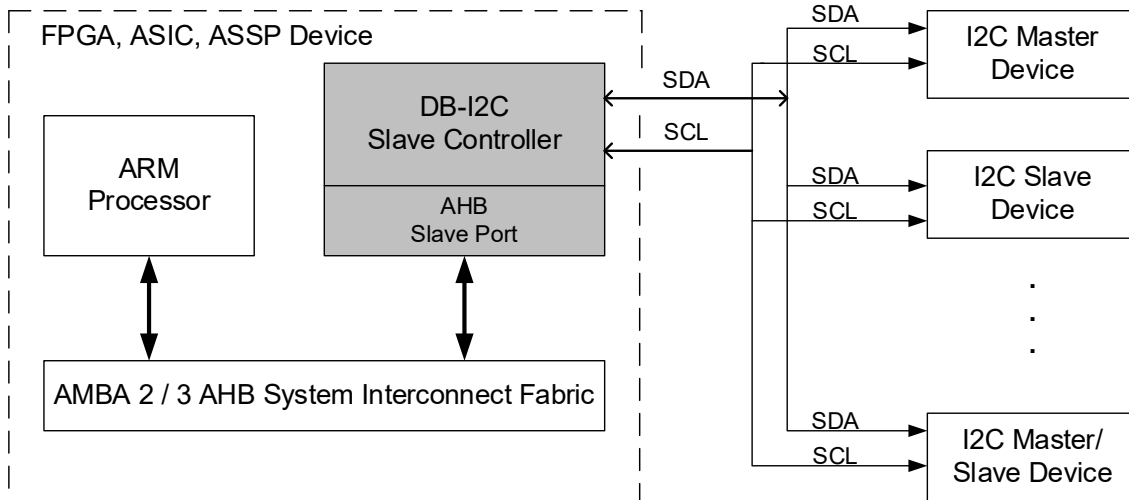 FPGA, ASIC, ASSP Device
DB-I2C
Slave Controller
AHB
Slave Port
ARM
Processor
AMBA 2 / 3 AHB System Interconnect Fabric
SDA
SCL
SDA
SCL
I2C Master
Device
SDA
SCL
I2C Slave
Device
.
.
.
SDA
SCL
I2C Master/
Slave Device